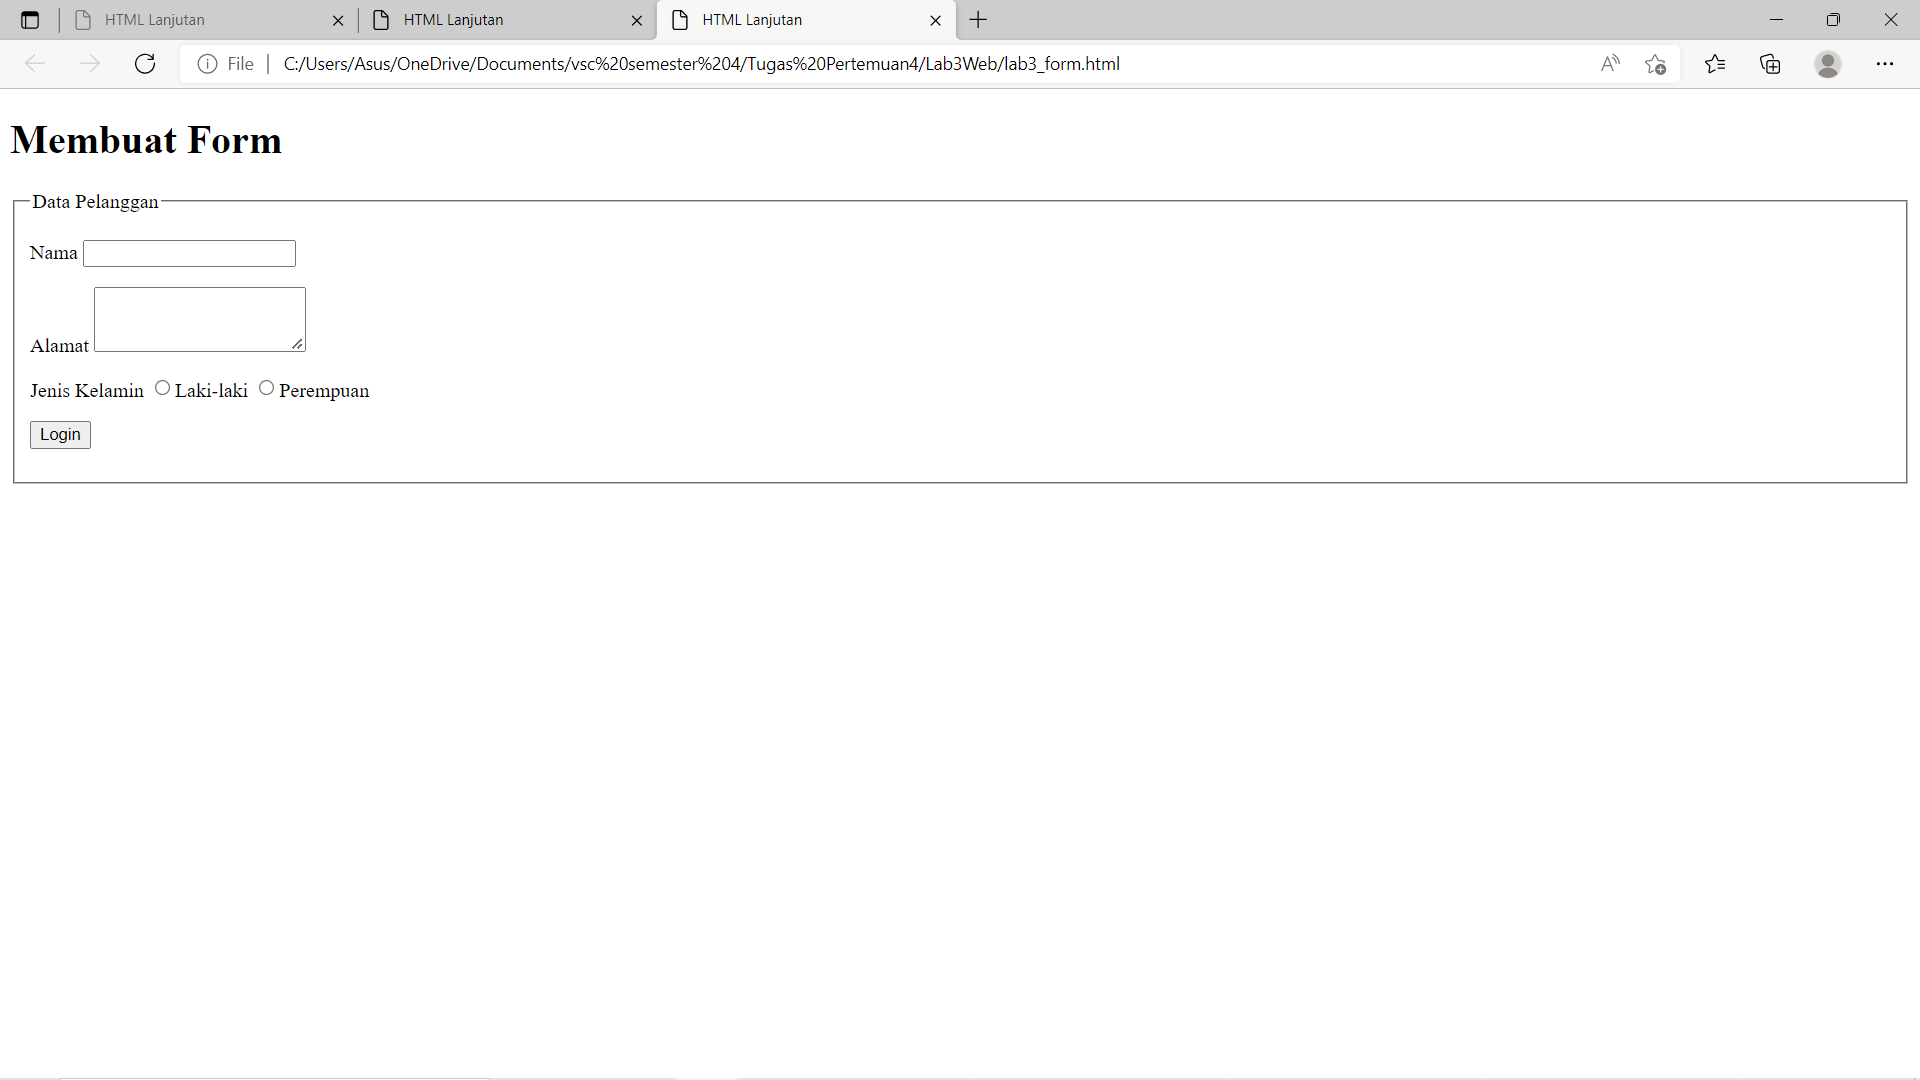 HTML Lanjutan HTML Lanjutan HTML Lanjutan
File C:/Users/Asus/OneDrive/Documents/vsc%20semester%204/Tugas%20Pertemuan4/Lab3Web/lab3_form.html
Membuat Form
Data Pelanggan
Nama
Alamat
Jenis Kelamin Laki-laki Perempuan
Login